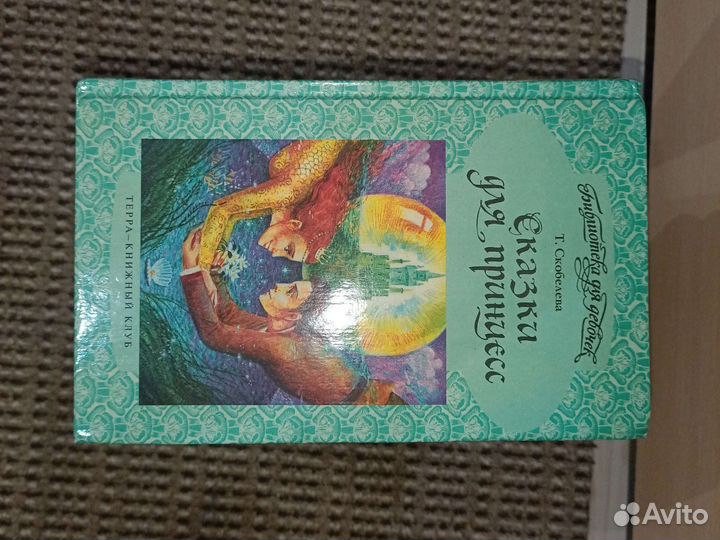 Библиотека для девочек
Т. Скобелева
Сказки
для принцесс
ТЕРРА–КНИЖНЫЙ КЛУБ
Avito